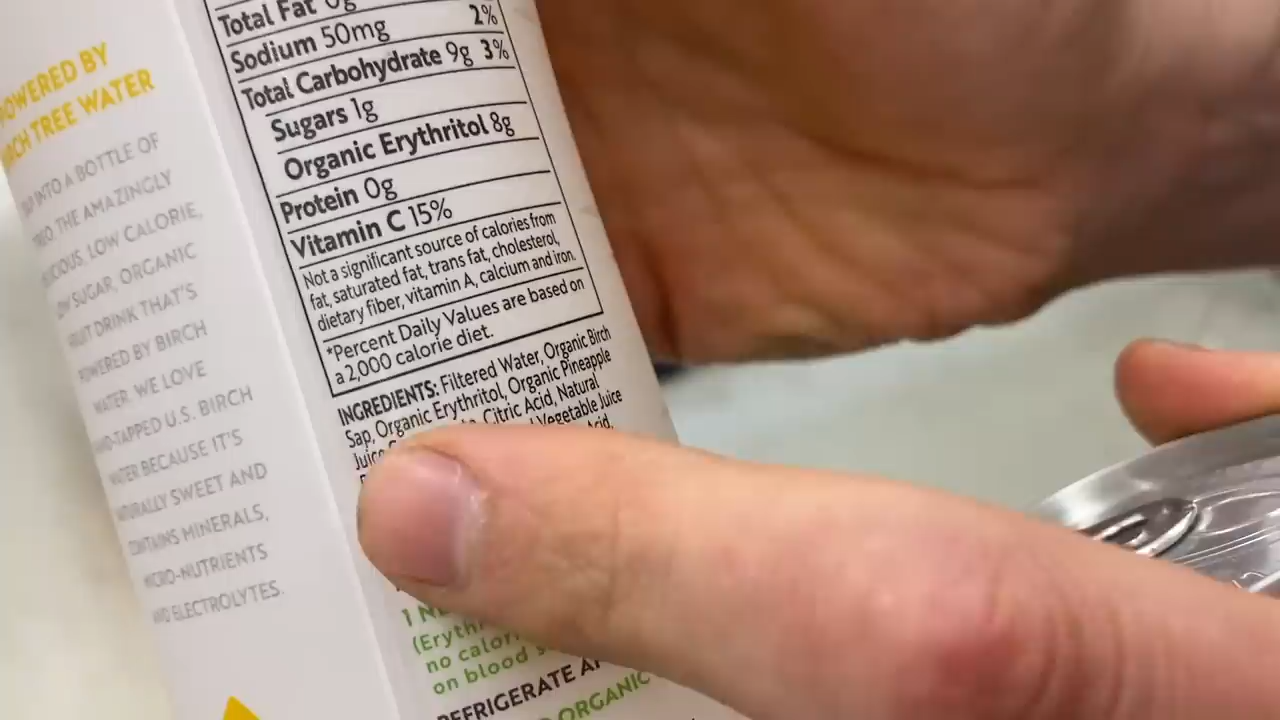 POWERED BY
TREE WATER
INTO A BOTTLE OF
THE AMAZINGLY
LOW CALORIE,
SUGAR, ORGANIC
DRINK THAT'S
POWERED BY BIRCH
WATER. WE LOVE
U.S. BIRCH
WATER BECAUSE IT'S
NATURALLY SWEET AND
CONTAINS MINERALS,
MICRO-NUTRIENTS
AND ELECTROLYTES.
Total Fat 0g
Sodium 50mg 2%
Total Carbohydrate 9g 3%
Sugars 1g
Organic Erythritol 8g
Protein 0g
Vitamin C 15%
Not a significant source of calories from
fat, saturated fat, trans fat, cholesterol,
dietary fiber, vitamin A, calcium and iron.
*Percent Daily Values are based on
a 2,000 calorie diet.
INGREDIENTS: Filtered Water, Organic Birch
Sap, Organic Erythritol, Organic Pineapple
Juice Citric Acid, Natural
Vegetable Juice
Acid,
1
no
on blood
REFRIGERATE
ORGANIC